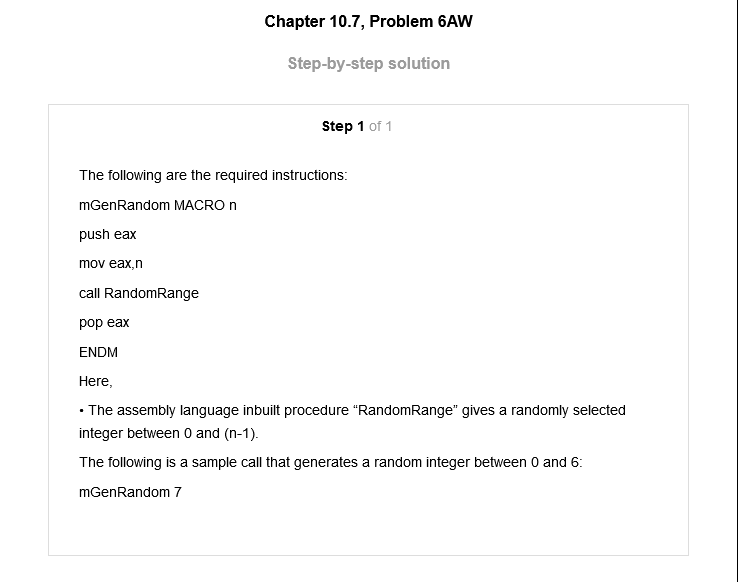 Chapter 10.7, Problem 6AW
Step-by-step solution
Step 1 of 1
The following are the required instructions:
mGenRandom MACRO n
push eax
mov eax,n
call RandomRange
pop eax
ENDM
Here,
• The assembly language inbuilt procedure “RandomRange” gives a randomly selected
integer between 0 and (n-1).
The following is a sample call that generates a random integer between 0 and 6:
mGenRandom 7